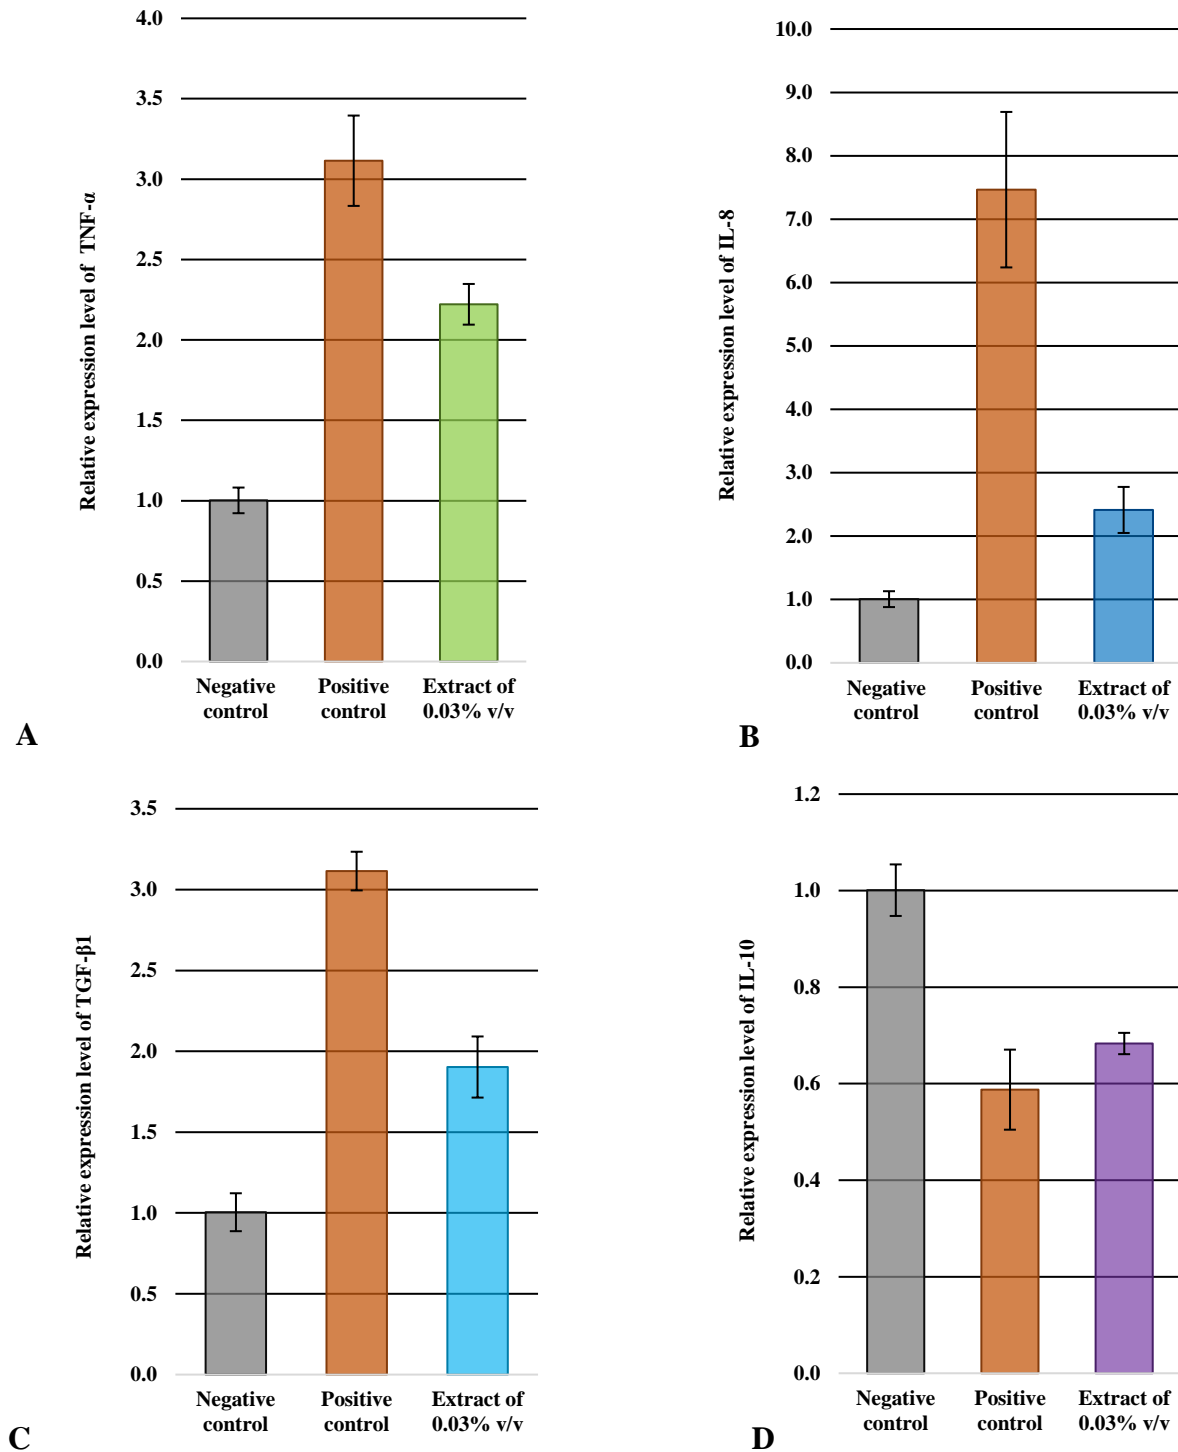 4.0
3.5
3.0
2.5
2.0
1.5
1.0
0.5
0.0
Relative expression level of TNF-α
Negative
control
Positive
control
Extract of
0.03% v/v
A
10.0
9.0
8.0
7.0
6.0
5.0
4.0
3.0
2.0
1.0
0.0
Relative expression level of IL-8
Negative
control
Positive
control
Extract of
0.03% v/v
B
3.5
3.0
2.5
2.0
1.5
1.0
0.5
0.0
Relative expression level of TGF-β1
Negative
control
Positive
control
Extract of
0.03% v/v
C
1.2
1.0
0.8
0.6
0.4
0.2
0.0
Relative expression level of IL-10
Negative
control
Positive
control
Extract of
0.03% v/v
D